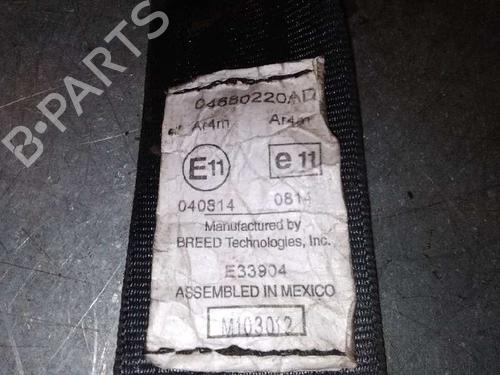 04680220AD
Ar4m Ar4m
E11 e11
040814 0814
Manufactured by
BREED Technologies, Inc.
E33904
ASSEMBLED IN MEXICO
M103012
B-PARTS